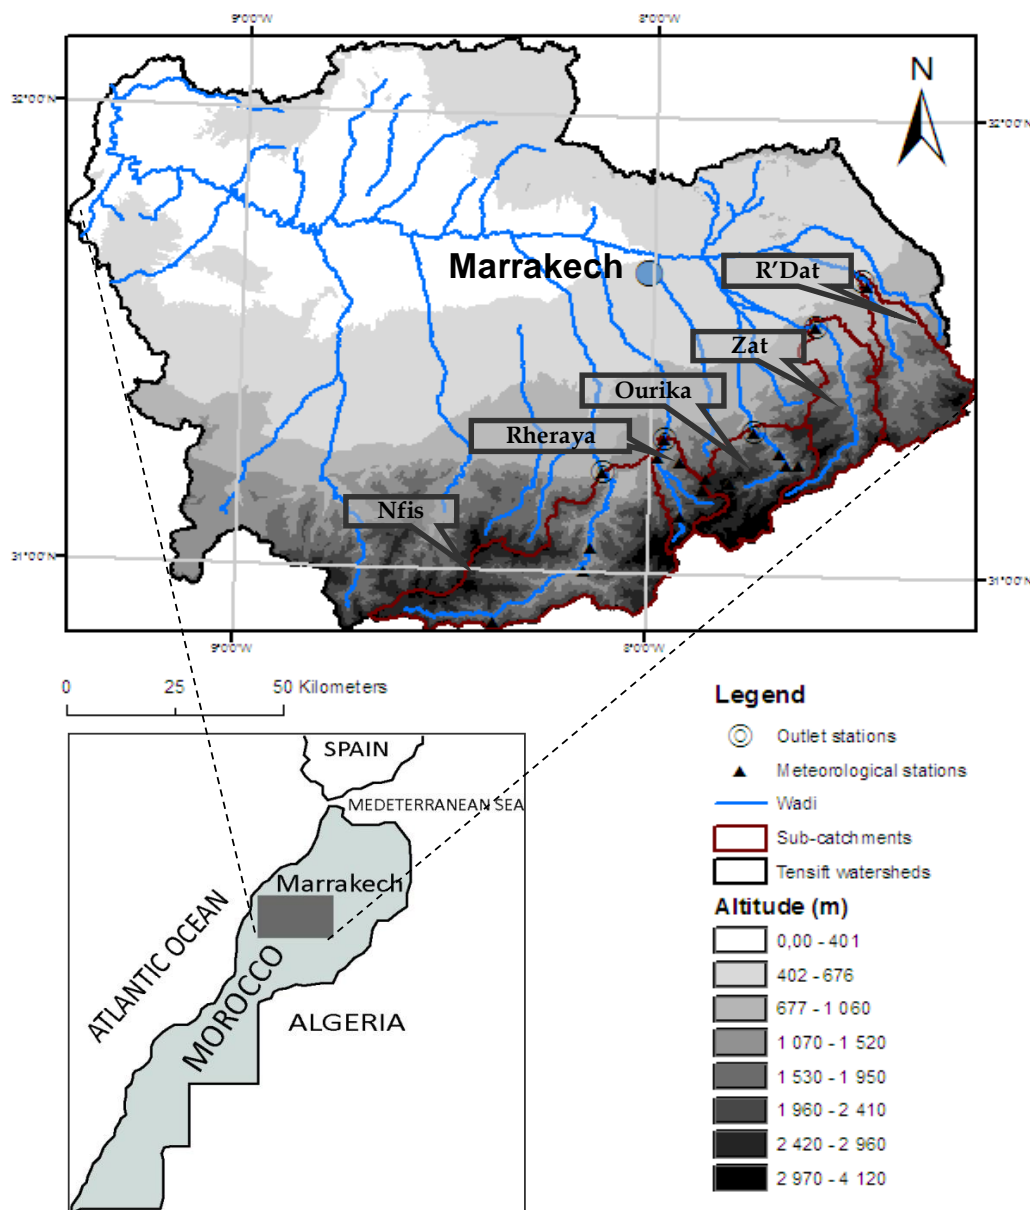 9°00'W 8°00'W
N
32°00'N 32°00'N
Marrakech
R'Dat
Zat
Ourika
Rheraya
Nfis
31°00'N 31°00'N
9°00'W 8°00'W
0 25 50 Kilometers
SPAIN
MEDETERRANEAN SEA
Marrakech
ATLANTIC OCEAN
MOROCCO
ALGERIA
Legend
Outlet stations
Meteorological stations
Wadi
Sub-catchments
Tensift watersheds
Altitude (m)
0,00 - 401
402 - 676
677 - 1 060
1 070 - 1 520
1 530 - 1 950
1 960 - 2 410
2 420 - 2 960
2 970 - 4 120